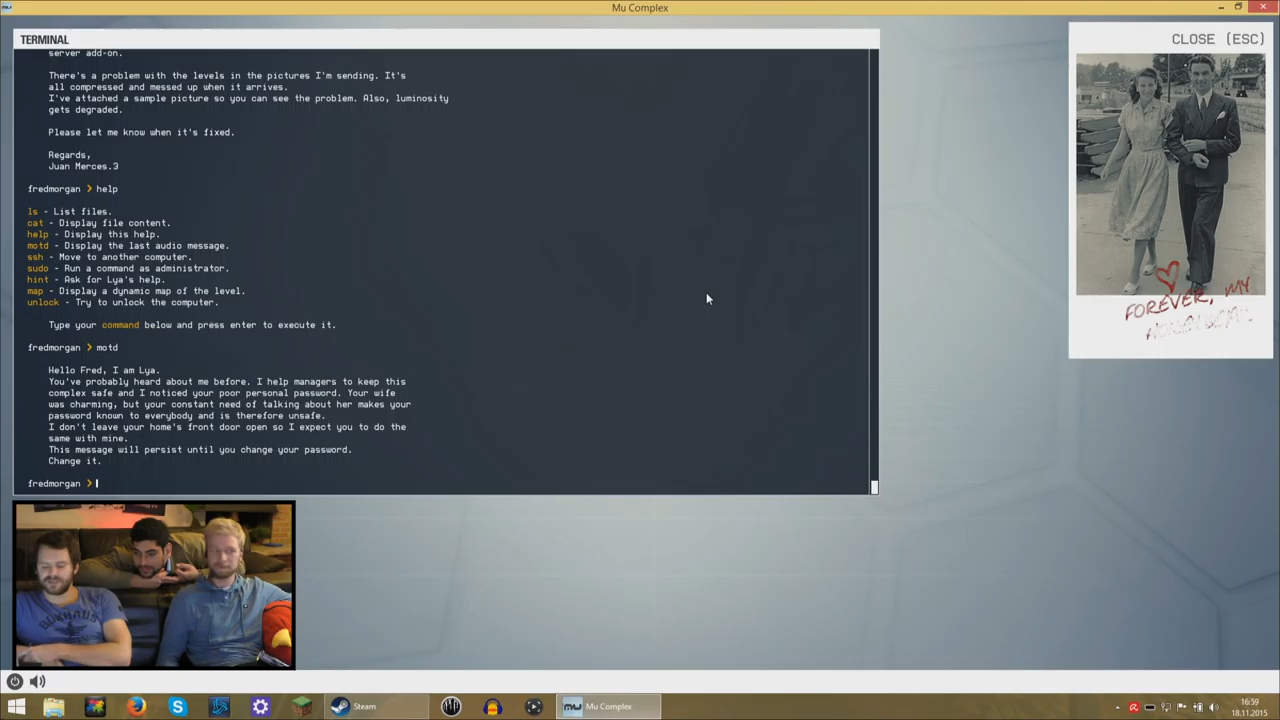 Mu Complex
TERMINAL
CLOSE (ESC)
server add-on.
There's a problem with the levels in the pictures I'm sending. It's
all compressed and messed up when it arrives.
I've attached a sample picture so you can see the problem. Also, luminosity
gets degraded.
Please let me know when it's fixed.
Regards,
Juan Merces.3
fredmorgan > help
ls - List files.
cat - Display file content.
help - Display this help.
motd - Display the last audio message.
ssh - Move to another computer.
sudo - Run a command as administrator.
hint - Ask for Lya's help.
map - Display a dynamic map of the level.
unlock - Try to unlock the computer.
Type your command below and press enter to execute it.
fredmorgan > motd
Hello Fred, I am Lya.
You've probably heard about me before. I help managers to keep this
complex safe and I noticed your poor personal password. Your wife
was charming, but your constant need of talking about her makes your
password known to everybody and is therefore unsafe.
I don't leave your home's front door open so I expect you to do the
same with mine.
This message will persist until you change your password.
Change it.
fredmorgan >
FOREVER, MY
Steam
Mu Complex
16:59
18.11.2015